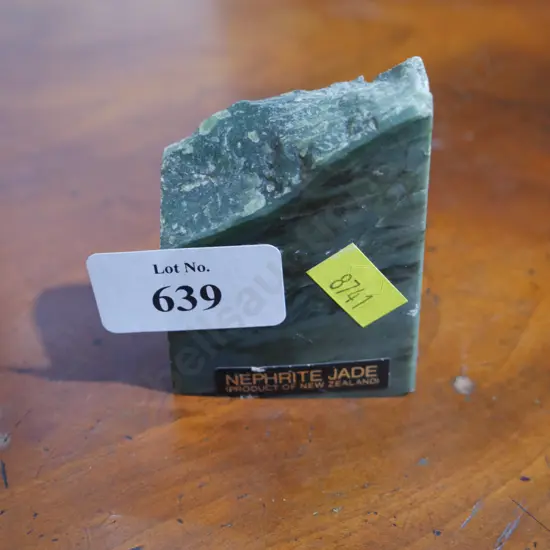 Lot No.
639
8741
NEPHRITE JADE
(PRODUCT OF NEW ZEALAND)